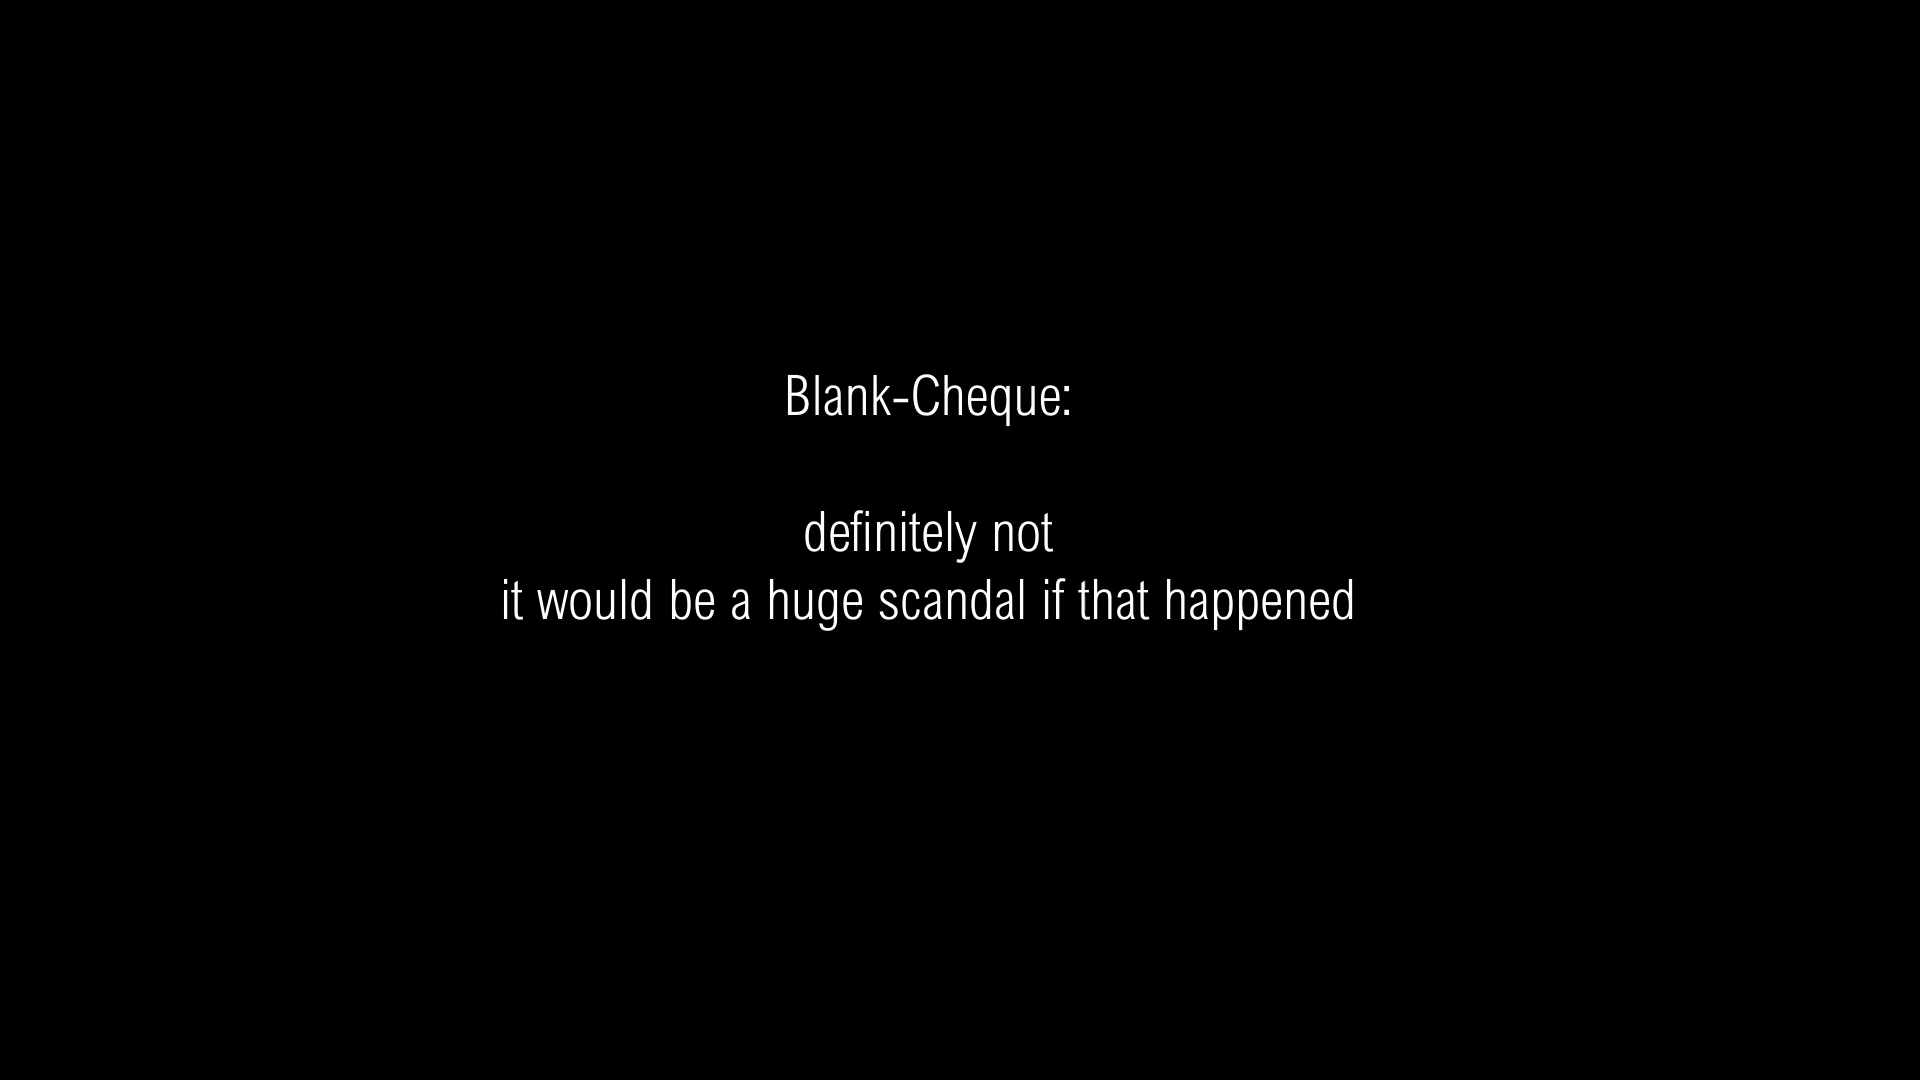 Blank-Cheque:
definitely not
it would be a huge scandal if that happened